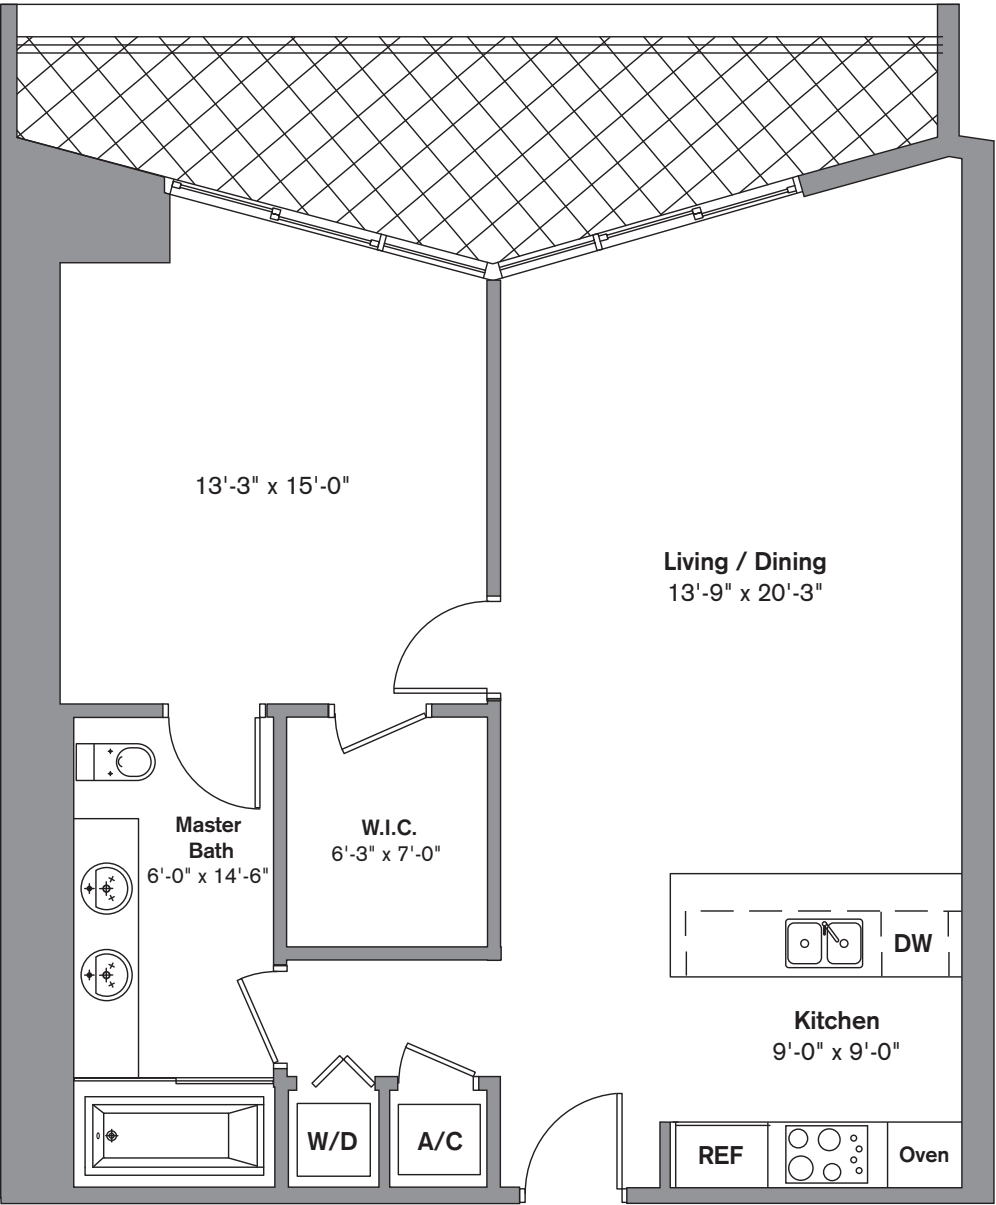 13'-3" x 15'-0"
Living / Dining
13'-9" x 20'-3"
Master
Bath
6'-0" x 14'-6"
W.I.C.
6'-3" x 7'-0"
DW
Kitchen
9'-0" x 9'-0"
W/D
A/C
REF
Oven